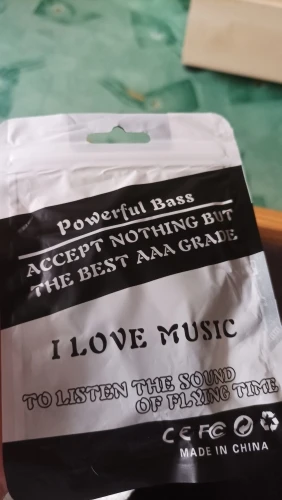 Powerful Bass
ACCEPT NOTHING BUT
THE BEST AAA GRADE
I LOVE MUSIC
TO LISTEN THE SOUND
OF PLYING TIME
CE FC
MADE IN CHINA